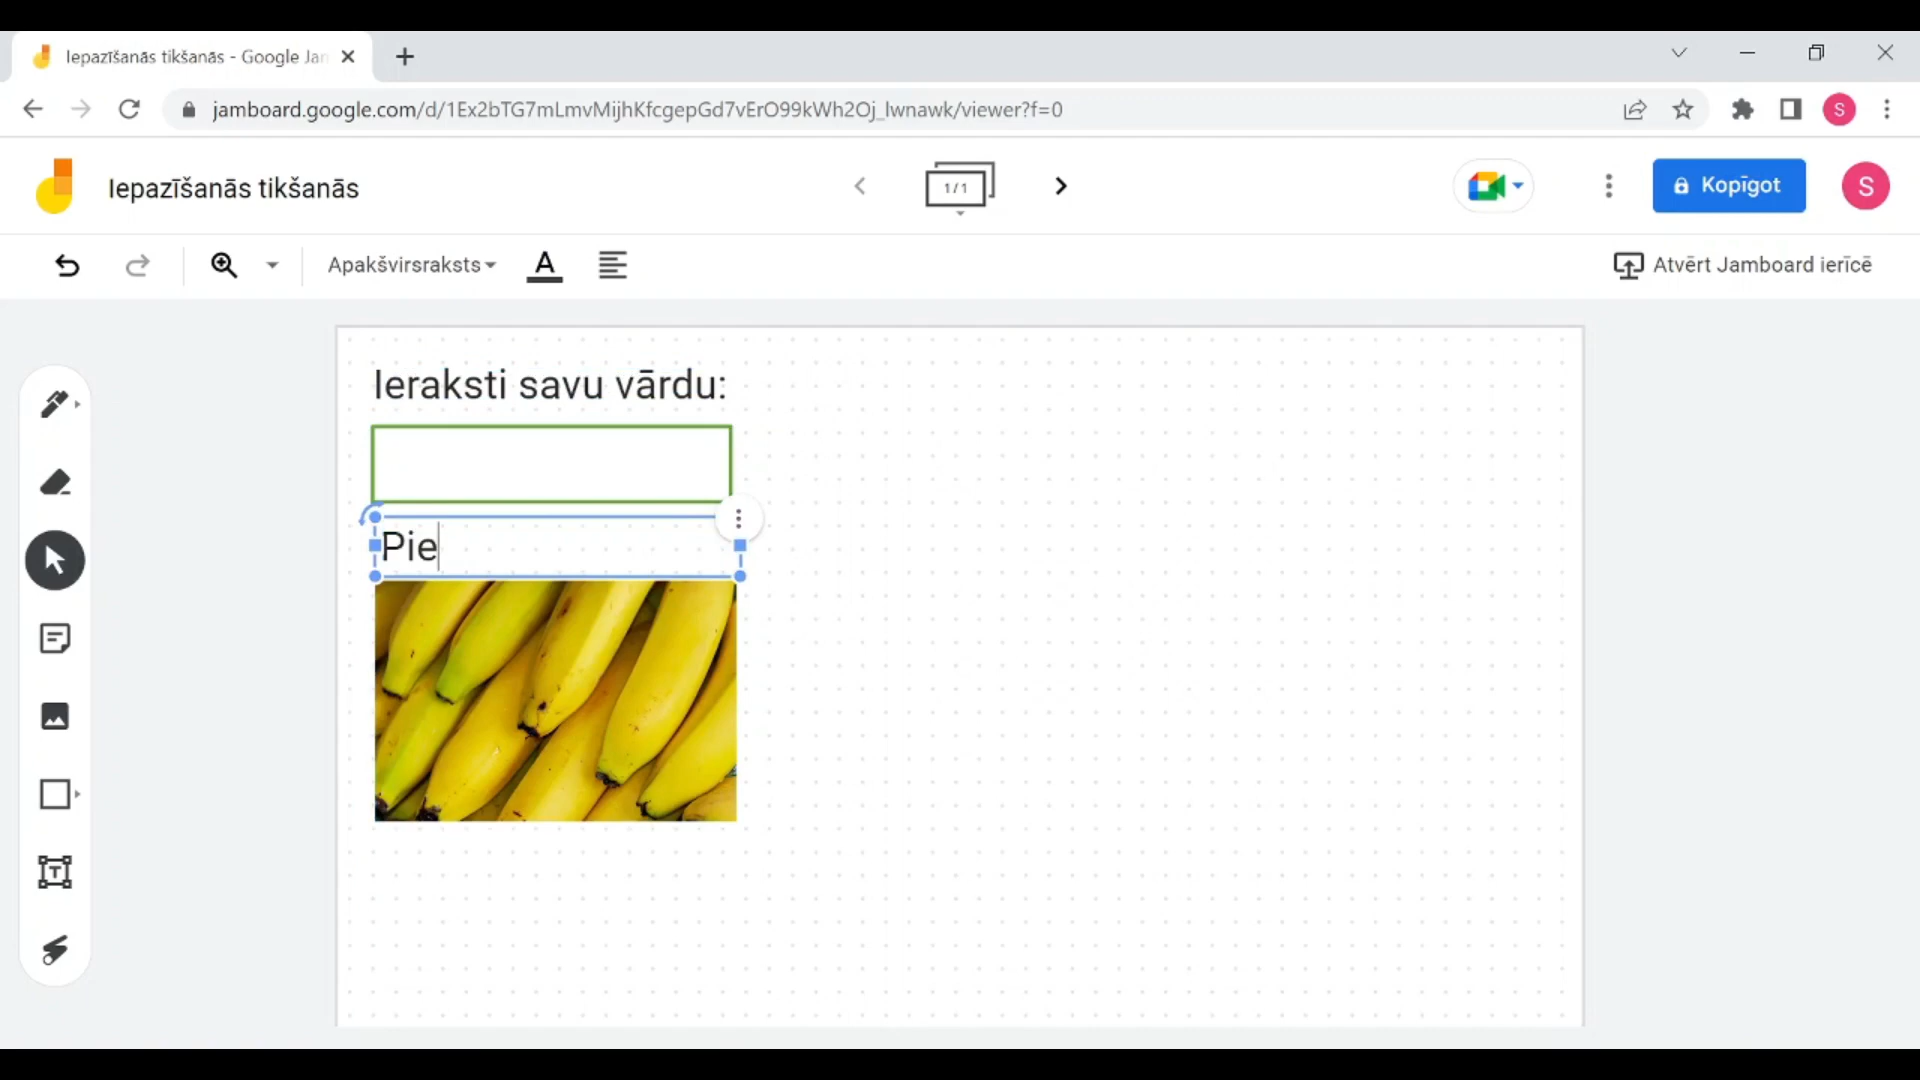 Iepazīšanās tikšanās - Google Jan
jamboard.google.com/d/1Ex2bTG7mLmvMijhKfcgepGd7vErO99kWh2Oj_lwnawk/viewer?f=0
S
Iepazīšanās tikšanās
1/1
Kopīgot
S
Apakšvirsraksts
A
Atvērt Jamboard ierīcē
Ieraksti savu vārdu:
Pie